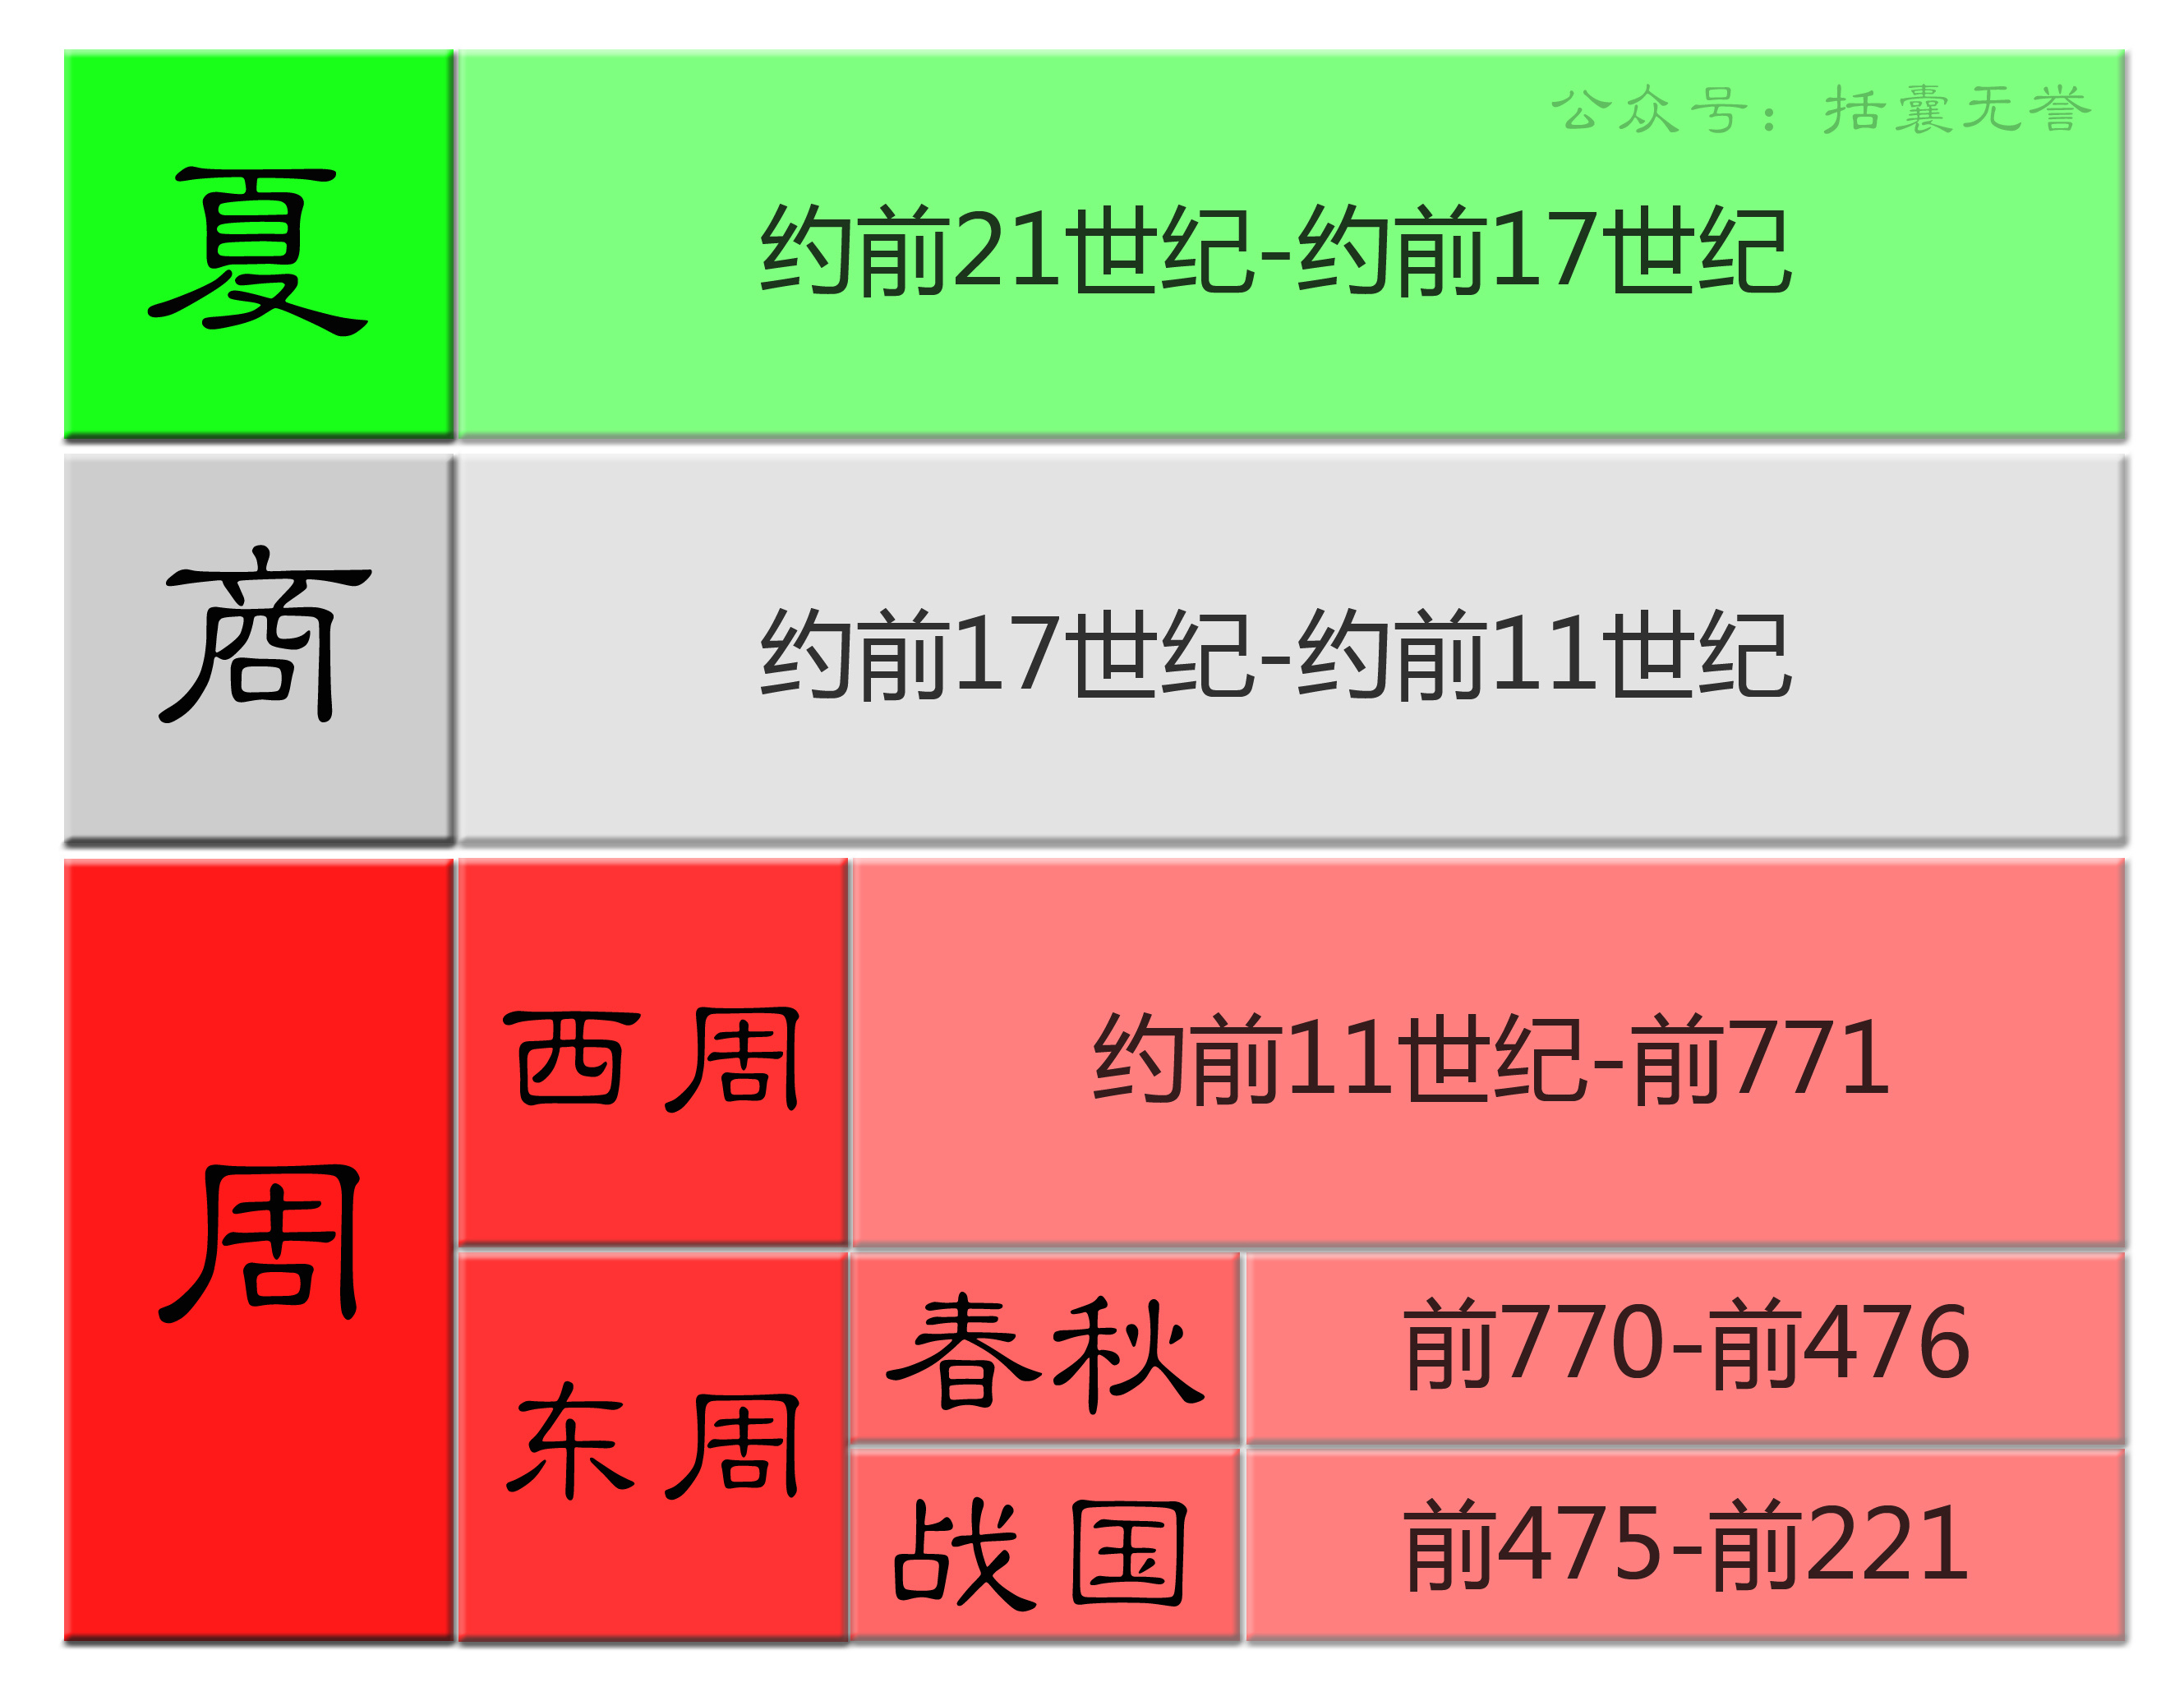 公众号：括囊无誉
夏
约前21世纪-约前17世纪
商
约前17世纪-约前11世纪
周
西周
约前11世纪-前771
东周
春秋
前770-前476
战国
前475-前221